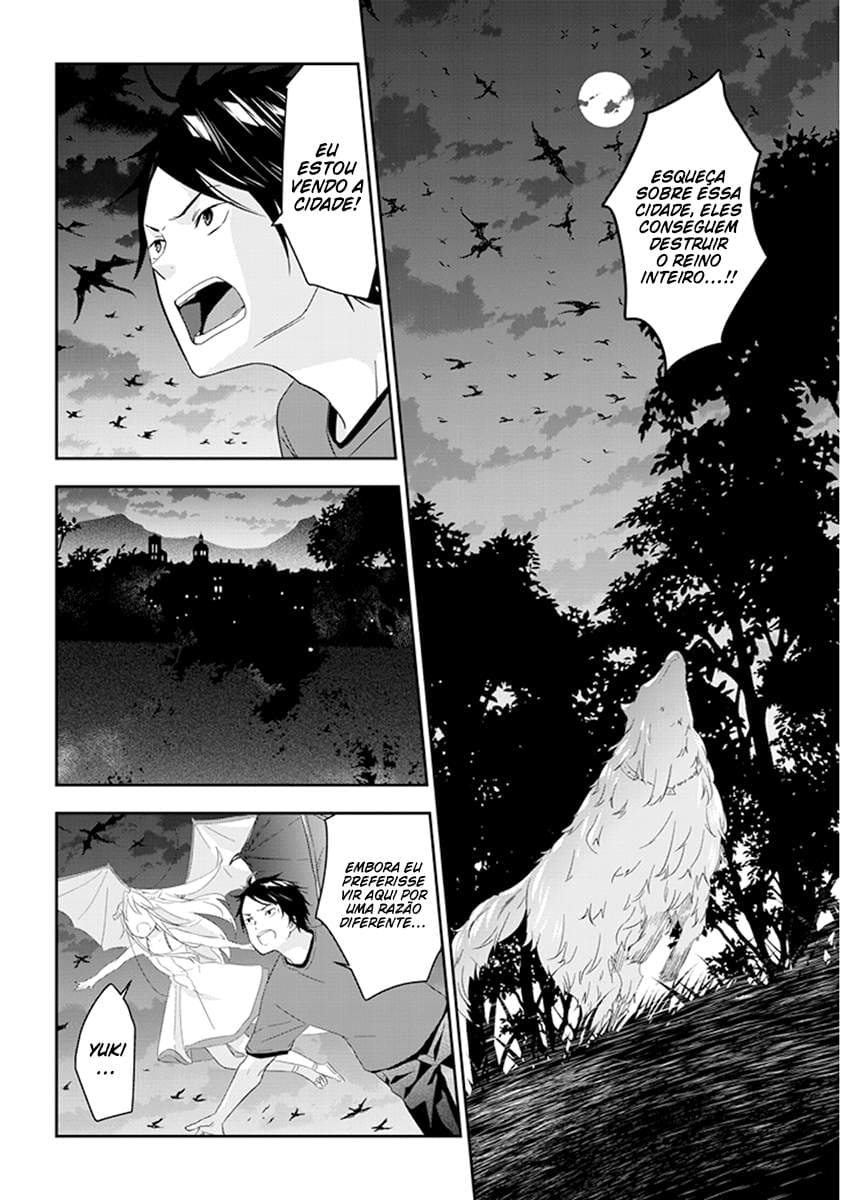 ESQUEÇA
SOBRE ESSA
CIDADE, ELES
CONSEGUEM
DESTRUIR
O REINO
INTEIRO...!!
EU
ESTOU
VENDO A
CIDADE!
EMBORA EU
PREFERISSE
VIR AQUI POR
UMA RAZÃO
DIFERENTE...
YUKI
...